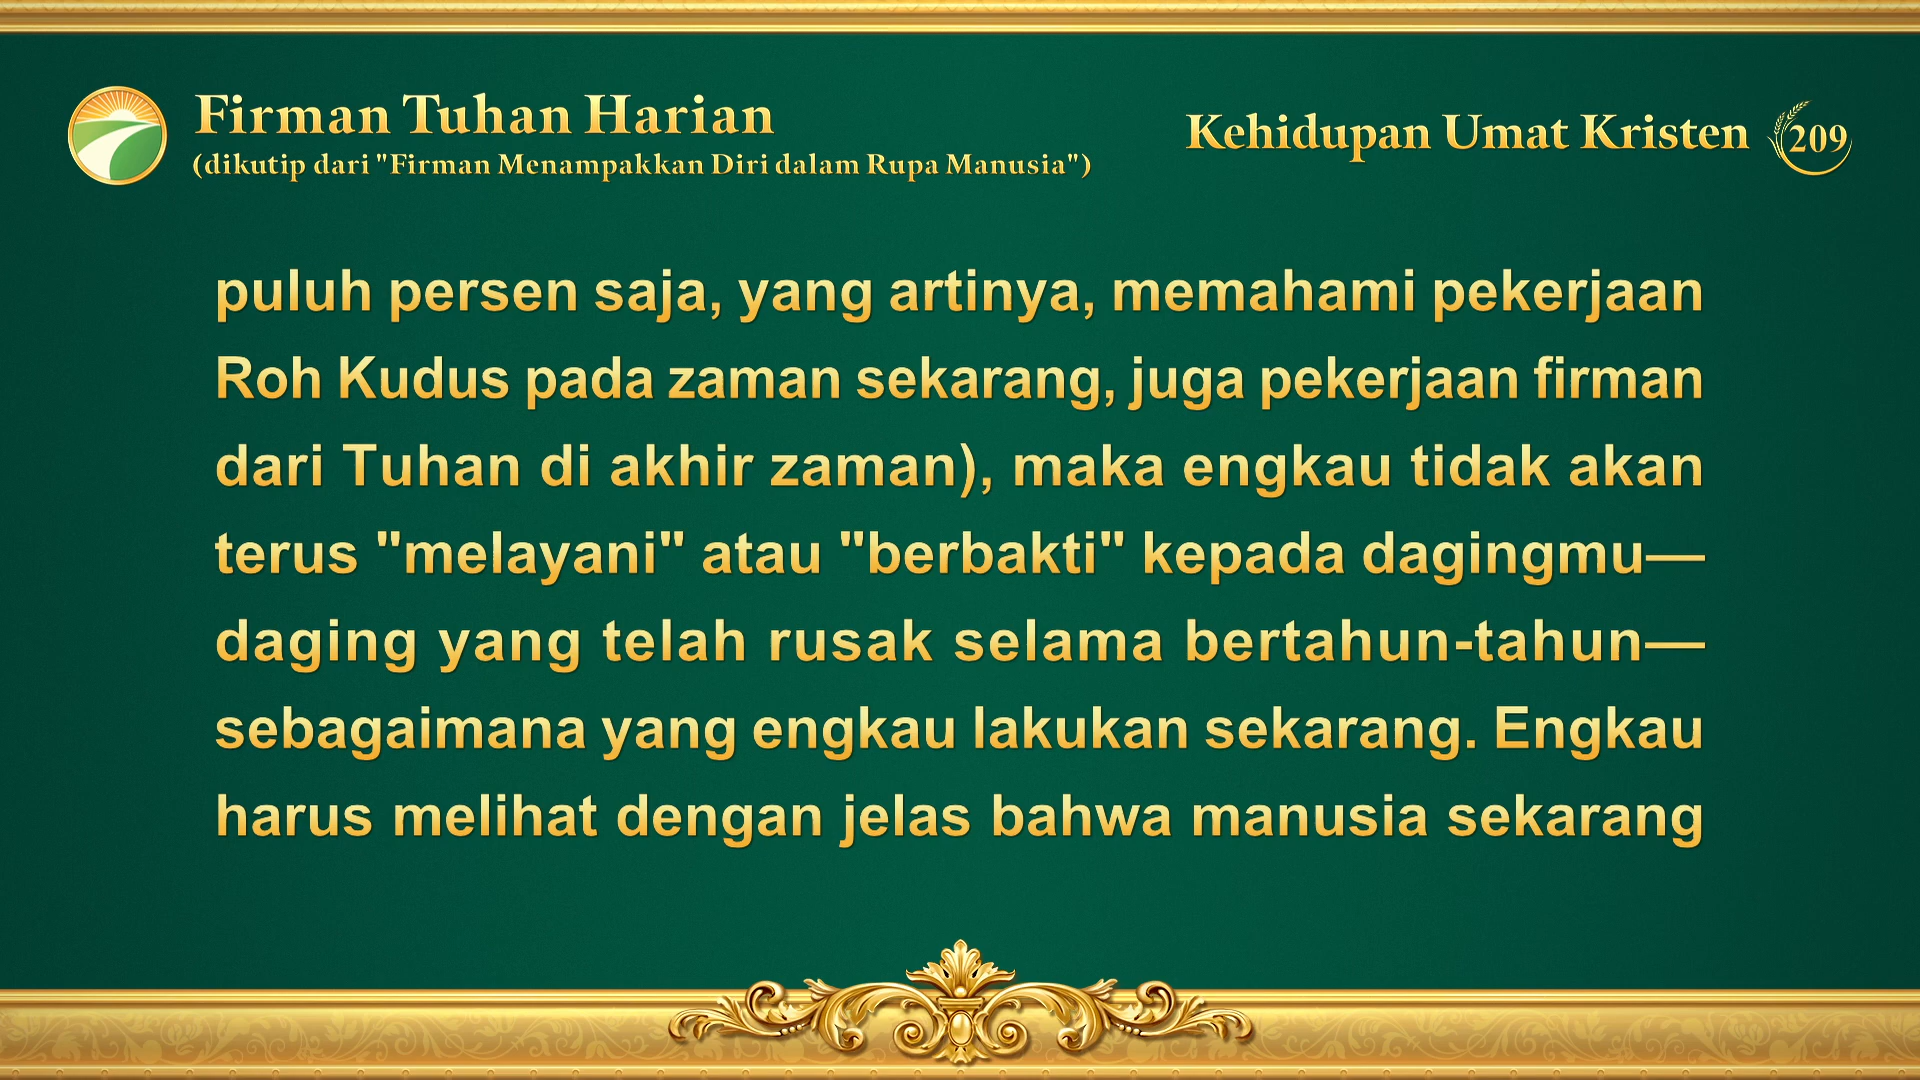 Firman Tuhan Harian
(dikutip dari "Firman Menampakkan Diri dalam Rupa Manusia")
Kehidupan Umat Kristen 209
puluh persen saja, yang artinya, memahami pekerjaan
Roh Kudus pada zaman sekarang, juga pekerjaan firman
dari Tuhan di akhir zaman), maka engkau tidak akan
terus "melayani" atau "berbakti" kepada dagingmu—
daging yang telah rusak selama bertahun-tahun—
sebagaimana yang engkau lakukan sekarang. Engkau
harus melihat dengan jelas bahwa manusia sekarang